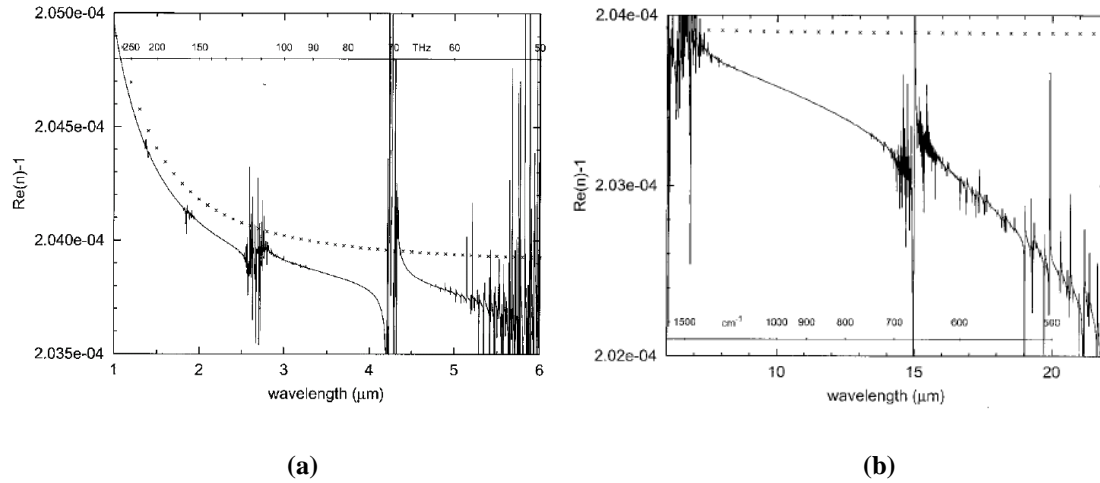 2.050e-04
250 200 150 100 90 80 70 THz 60 50
2.045e-04
Re(n)-1
2.040e-04
2.035e-04
1 2 3 4 5 6
wavelength (μm)
(a)
2.04e-04
Re(n)-1
2.03e-04
1500 cm-1 1000 900 800 700 600 500
2.02e-04
10 15 20
wavelength (μm)
(b)